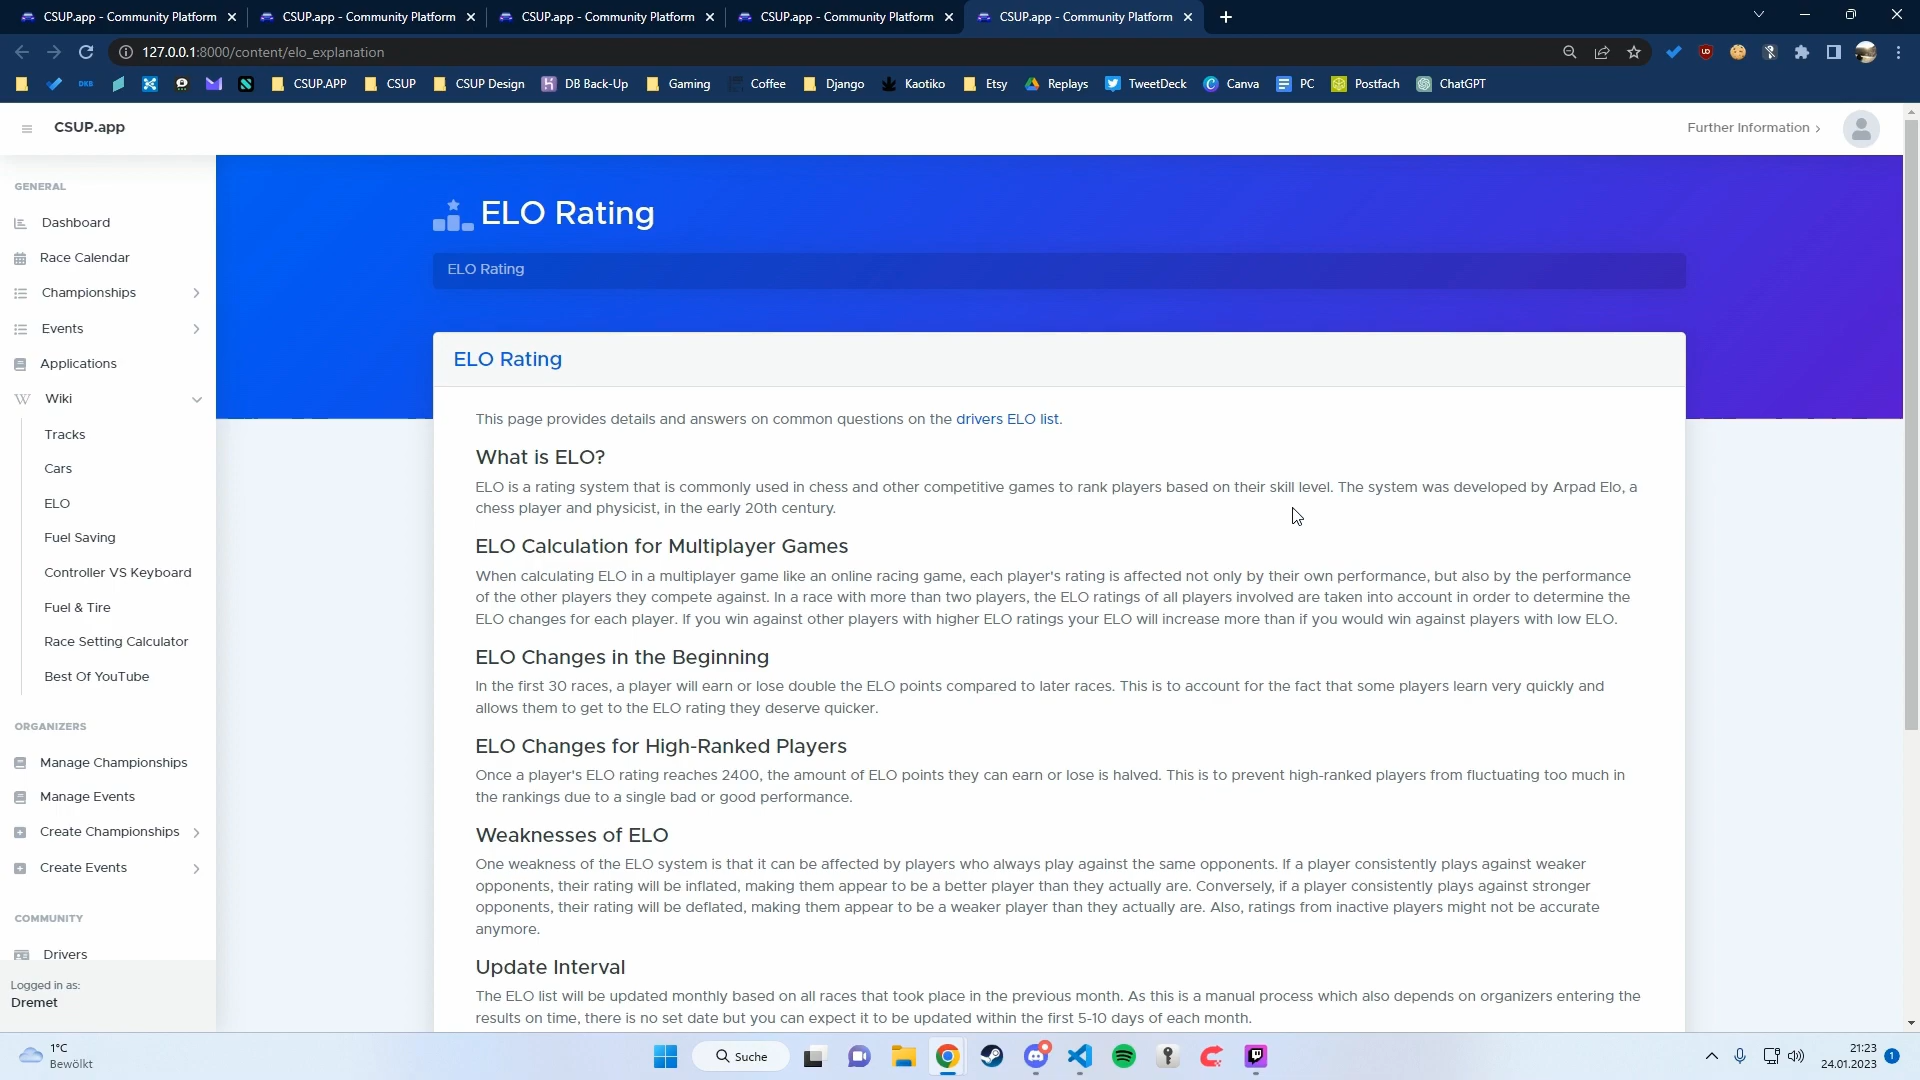 CSUP.app - Community Platform
CSUP.app - Community Platform
CSUP.app - Community Platform
CSUP.app - Community Platform
CSUP.app - Community Platform
127.0.0.1:8000/content/elo_explanation
DKB
CSUP.APP
CSUP
CSUP Design
DB Back-Up
Gaming
Coffee
Django
Kaotiko
Etsy
Replays
TweetDeck
Canva
PC
Postfach
ChatGPT
CSUP.app
Further Information
GENERAL
Dashboard
Race Calendar
Championships
Events
Applications
Wiki
Tracks
Cars
ELO
Fuel Saving
Controller VS Keyboard
Fuel & Tire
Race Setting Calculator
Best Of YouTube
ORGANIZERS
Manage Championships
Manage Events
Create Championships
Create Events
COMMUNITY
Drivers
Logged in as:
Dremet
ELO Rating
ELO Rating
ELO Rating
This page provides details and answers on common questions on the drivers ELO list.
What is ELO?
ELO is a rating system that is commonly used in chess and other competitive games to rank players based on their skill level. The system was developed by Arpad Elo, a
chess player and physicist, in the early 20th century.
ELO Calculation for Multiplayer Games
When calculating ELO in a multiplayer game like an online racing game, each player's rating is affected not only by their own performance, but also by the performance
of the other players they compete against. In a race with more than two players, the ELO ratings of all players involved are taken into account in order to determine the
ELO changes for each player. If you win against other players with higher ELO ratings your ELO will increase more than if you would win against players with low ELO.
ELO Changes in the Beginning
In the first 30 races, a player will earn or lose double the ELO points compared to later races. This is to account for the fact that some players learn very quickly and
allows them to get to the ELO rating they deserve quicker.
ELO Changes for High-Ranked Players
Once a player's ELO rating reaches 2400, the amount of ELO points they can earn or lose is halved. This is to prevent high-ranked players from fluctuating too much in
the rankings due to a single bad or good performance.
Weaknesses of ELO
One weakness of the ELO system is that it can be affected by players who always play against the same opponents. If a player consistently plays against weaker
opponents, their rating will be inflated, making them appear to be a better player than they actually are. Conversely, if a player consistently plays against stronger
opponents, their rating will be deflated, making them appear to be a weaker player than they actually are. Also, ratings from inactive players might not be accurate
anymore.
Update Interval
The ELO list will be updated monthly based on all races that took place in the previous month. As this is a manual process which also depends on organizers entering the
results on time, there is no set date but you can expect it to be updated within the first 5-10 days of each month.
1°C
Bewölkt
Suche
21:23
24.01.2023
1